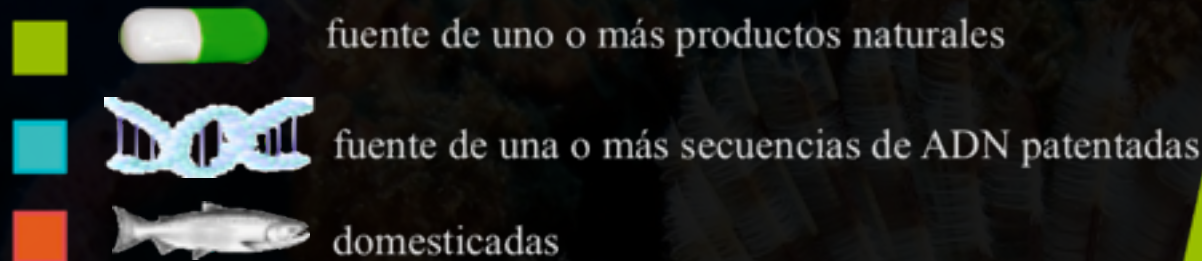 fuente de uno o más productos naturales
fuente de una o más secuencias de ADN patentadas
domesticadas